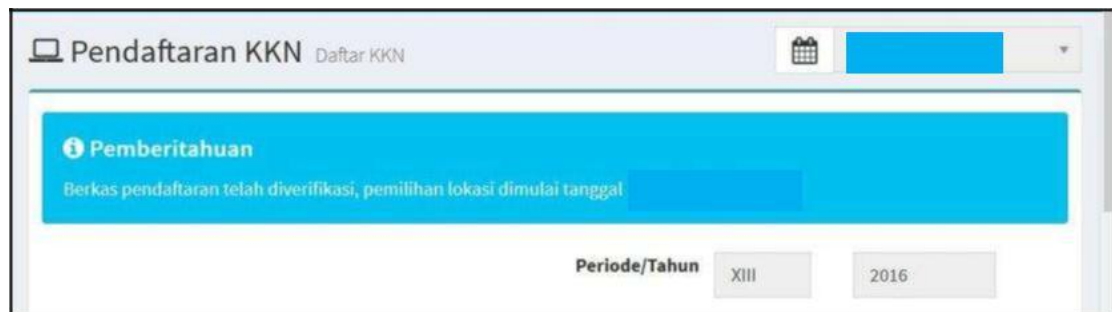 Pendaftaran KKN Daftar KKN
Pemberitahuan
Berkas pendaftaran telah diverifikasi, pemilihan lokasi dimulai tanggal
Periode/Tahun XIII 2016